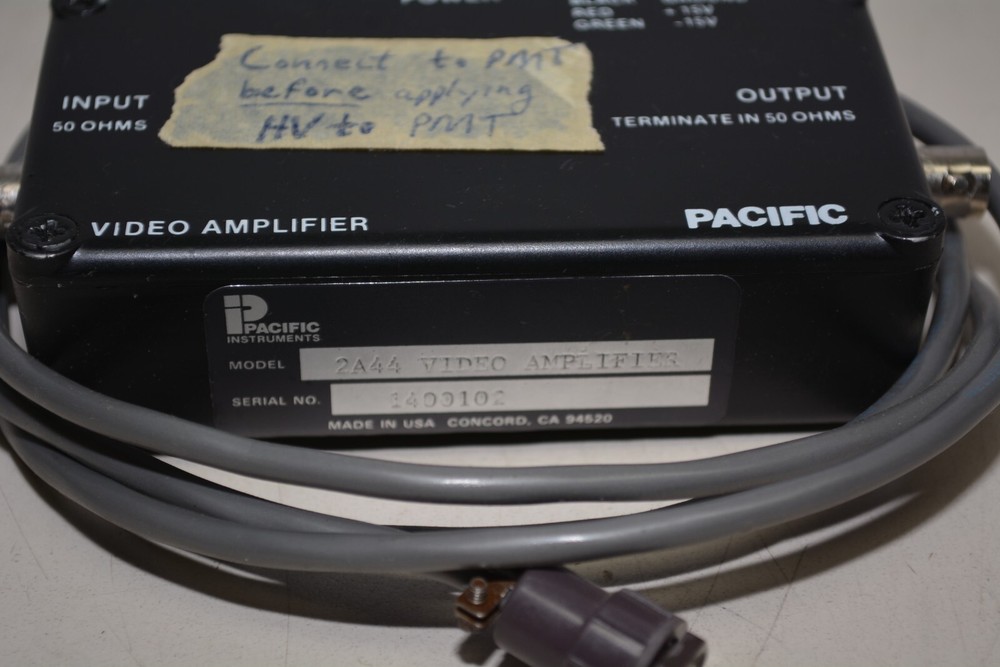 POWER
RED +15V
GREEN -15V
Connect to PMT
before applying
HV to PMT
INPUT
50 OHMS
OUTPUT
TERMINATE IN 50 OHMS
VIDEO AMPLIFIER
PACIFIC
PACIFIC
INSTRUMENTS
MODEL 2A44 VIDEO AMPLIFIER
SERIAL NO.
MADE IN USA CONCORD, CA 94520